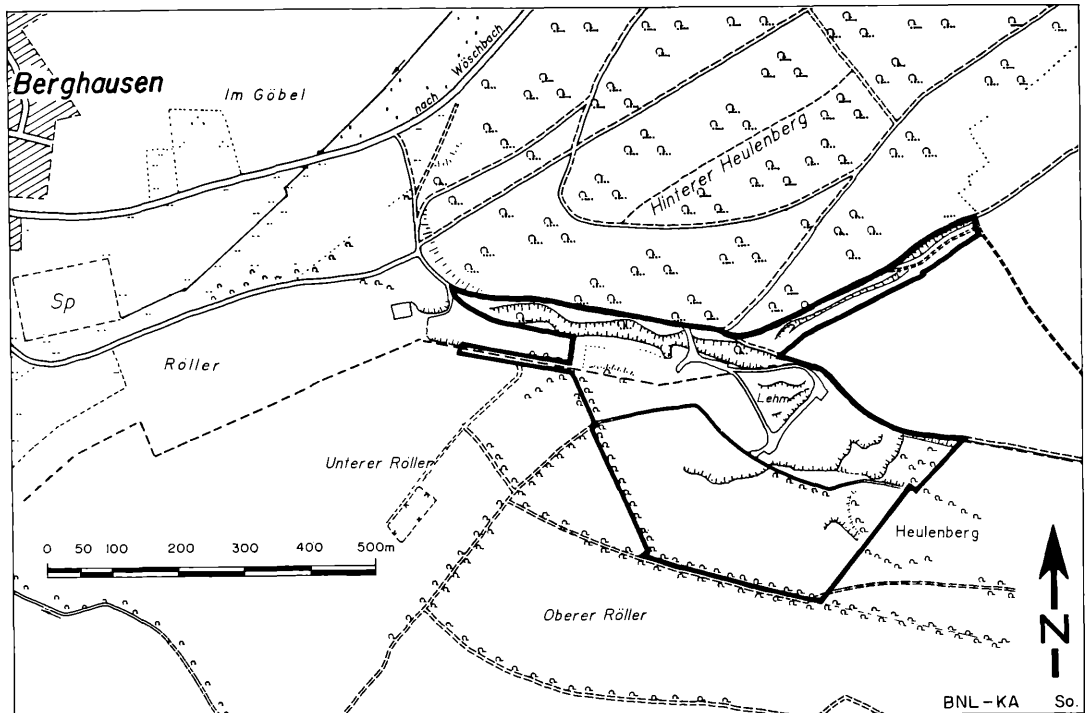 Berghausen
Im Göbel
nach Wöschbach
Hinterer Heulenberg
Sp
Röller
Lehm
Unterer Röller
Heulenberg
0 50 100 200 300 400 500m
Oberer Röller
N
BNL-KA So.